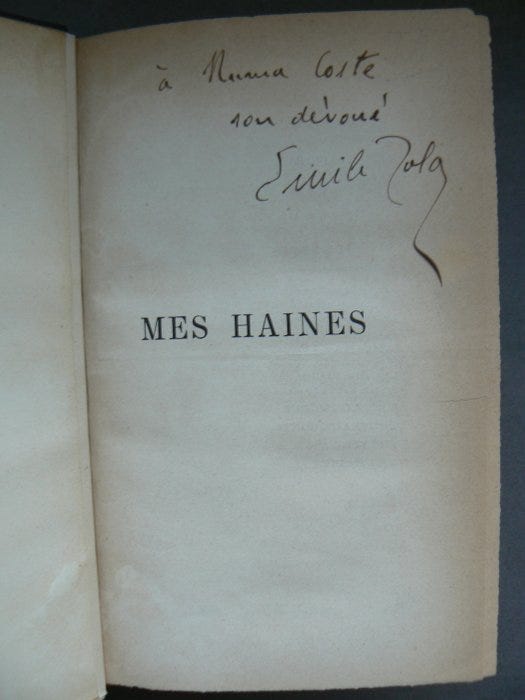 à Numa Coste
son dévoué
Emile Zola
MES HAINES